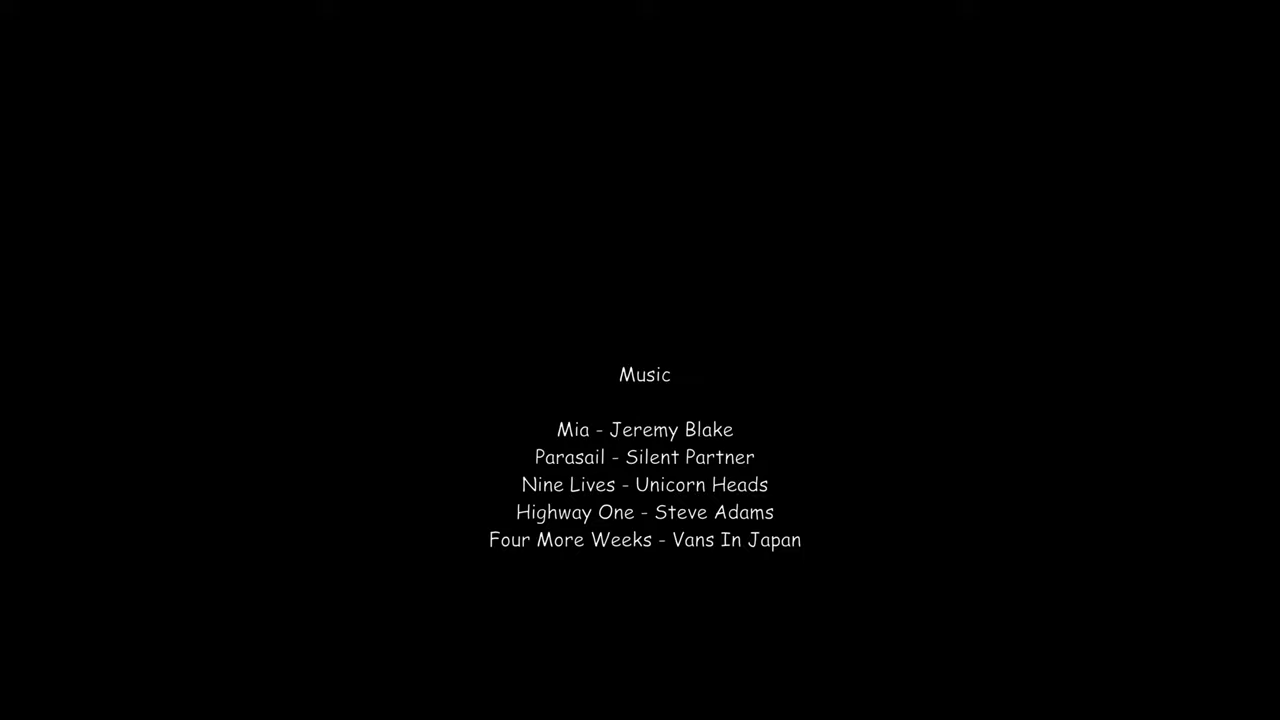 Music
Mia - Jeremy Blake
Parasail - Silent Partner
Nine Lives - Unicorn Heads
Highway One - Steve Adams
Four More Weeks - Vans In Japan